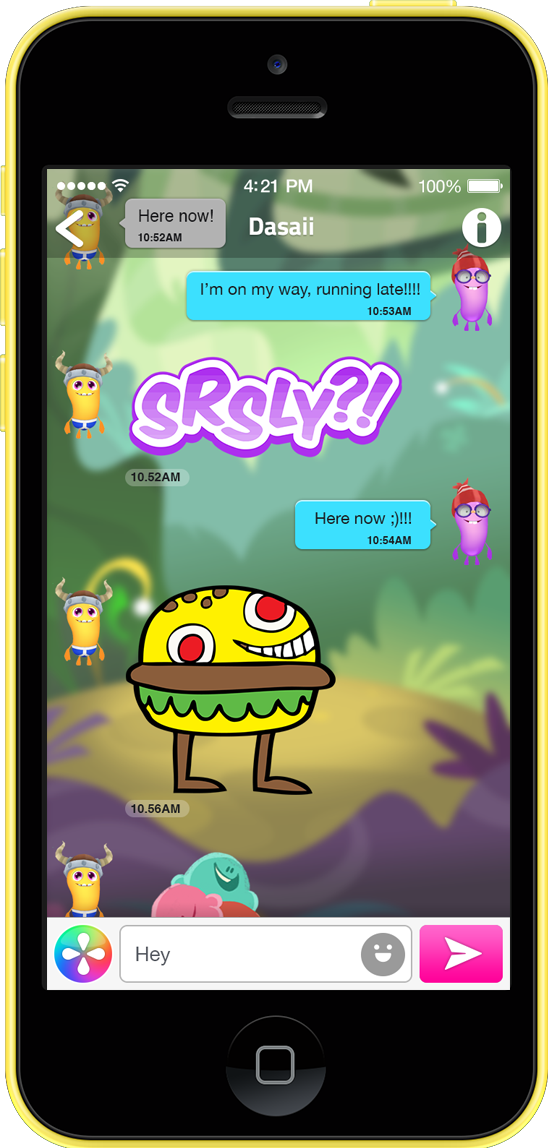 4:21 PM
100%
Dasaii
Here now!
10:52AM
I'm on my way, running late!!!!
10:53AM
SRSLY?!
10.52AM
Here now ;)!!!
10:54AM
10.56AM
Hey